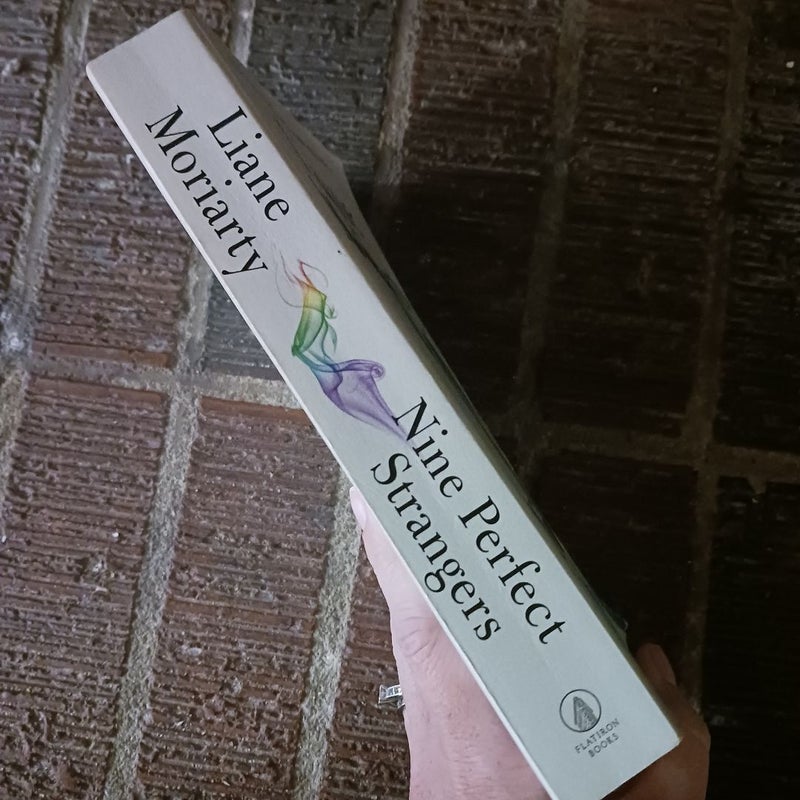 Liane
Moriarty
Nine Perfect
Strangers
FLATIRON
BOOKS